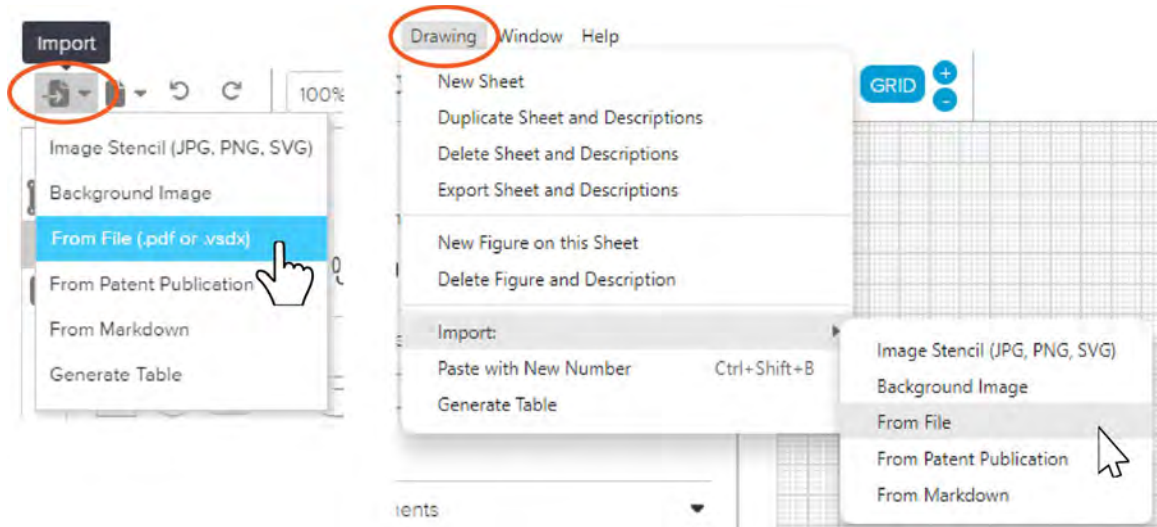 Import
100%
Image Stencil (JPG, PNG, SVG)
Background Image
From File (.pdf or .vsdx)
From Patent Publication
From Markdown
Generate Table
Drawing Window Help
New Sheet
Duplicate Sheet and Descriptions
Delete Sheet and Descriptions
Export Sheet and Descriptions
New Figure on this Sheet
Delete Figure and Description
Import:
Paste with New Number Ctrl+Shift+B
Generate Table
GRID
+
-
Image Stencil (JPG, PNG, SVG)
Background Image
From File
From Patent Publication
From Markdown